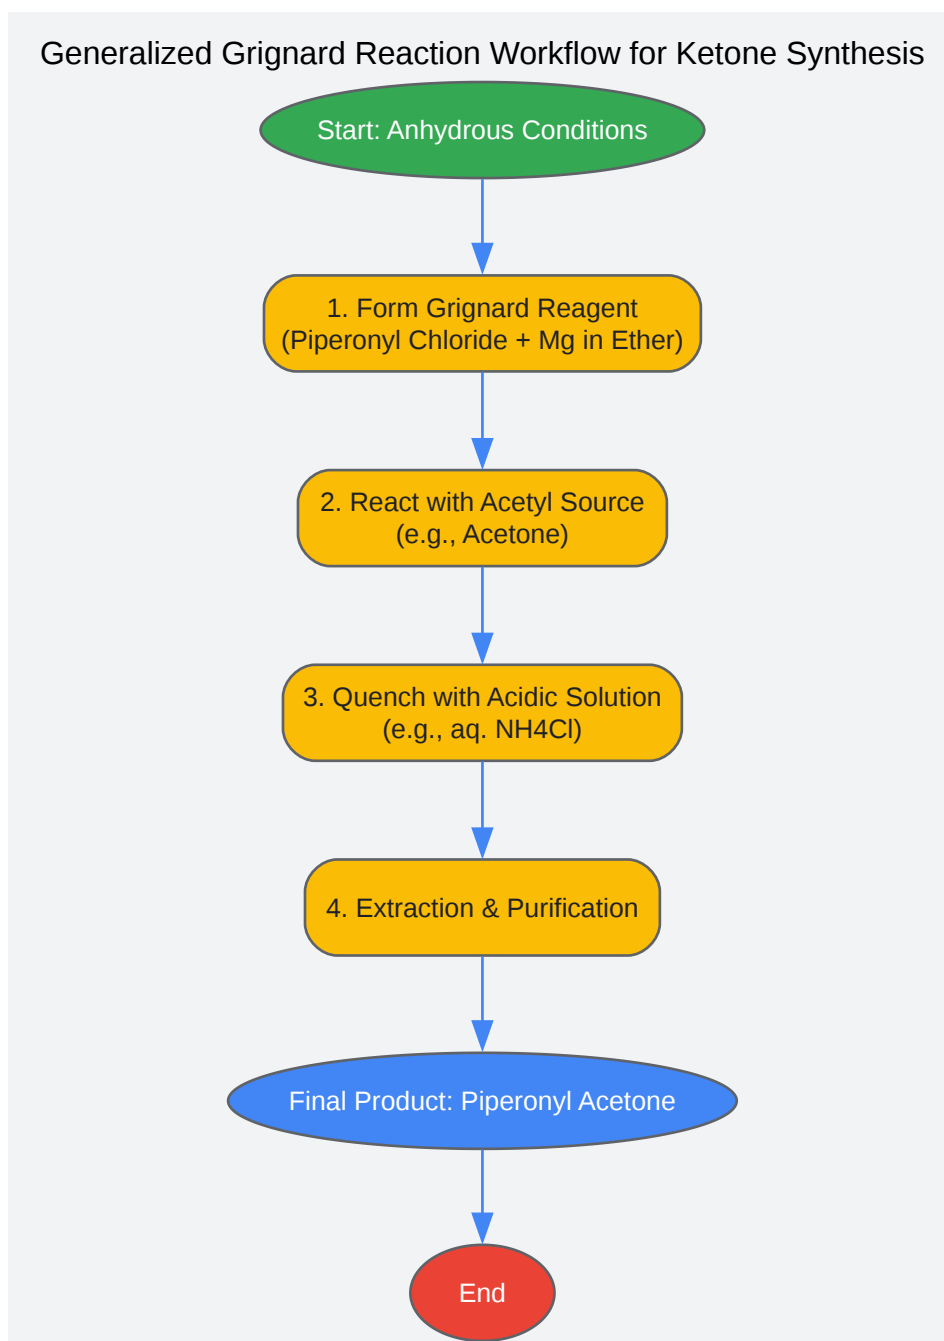 Generalized Grignard Reaction Workflow for Ketone Synthesis
Start: Anhydrous Conditions
1. Form Grignard Reagent
(Piperonyl Chloride + Mg in Ether)
2. React with Acetyl Source
(e.g., Acetone)
3. Quench with Acidic Solution
(e.g., aq. NH4Cl)
4. Extraction & Purification
Final Product: Piperonyl Acetone
End